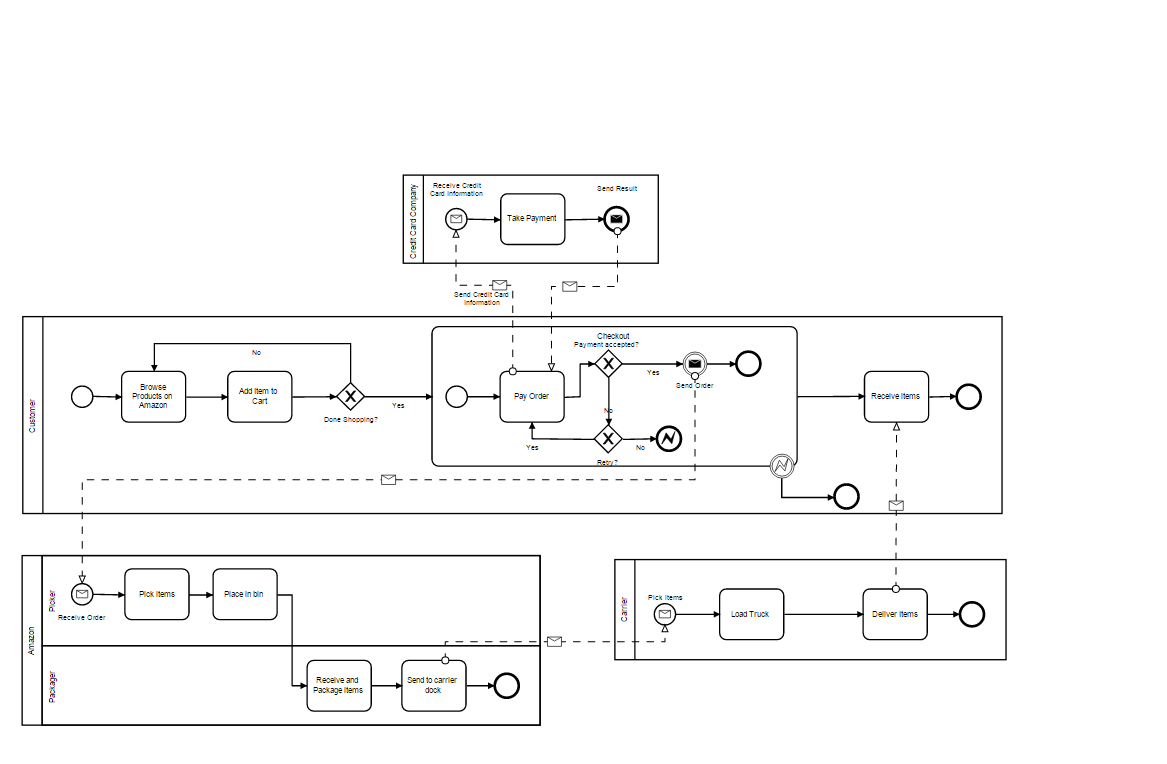 Credit Card Company
Receive Credit
Card Information
Take Payment
Send Result
Send Credit Card
Information
Customer
No
Browse
Products on
Amazon
Add Item to
Cart
Done Shopping?
Yes
Checkout
Payment accepted?
Pay Order
Yes
Send Order
No
Yes
No
Retry?
Receive Items
Amazon
Picker
Receive Order
Pick Items
Place in bin
Packager
Receive and
Package Items
Send to carrier
dock
Carrier
Pick Items
Load Truck
Deliver Items